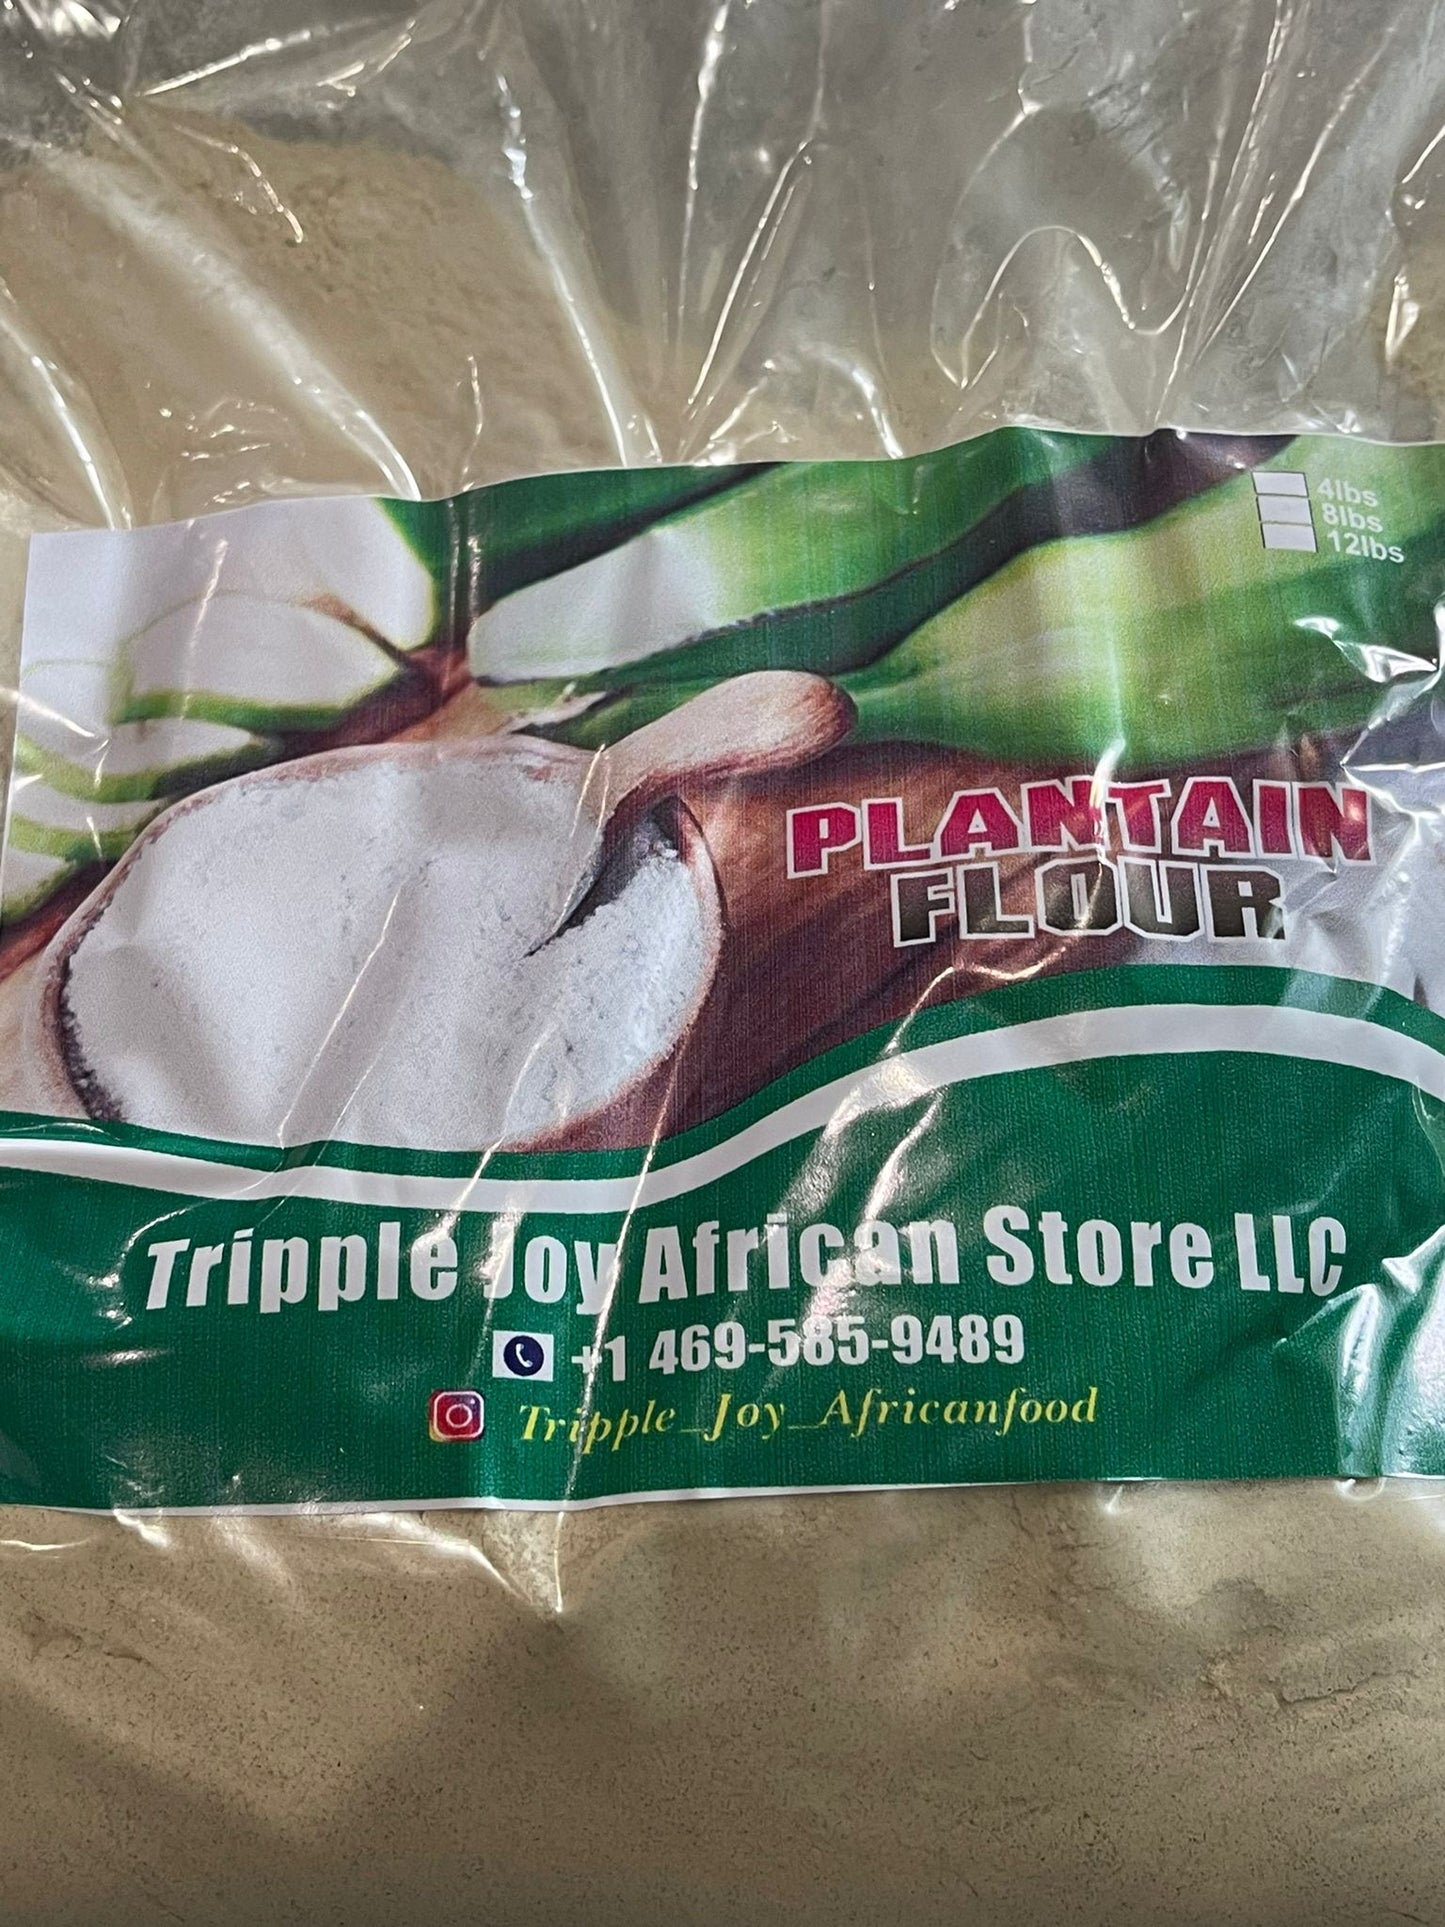 4lbs
8lbs
12lbs
PLANTAIN
FLOUR
Tripple Joy African Store LLC
+1 469-585-9489
Tripple_Joy_Africanfood